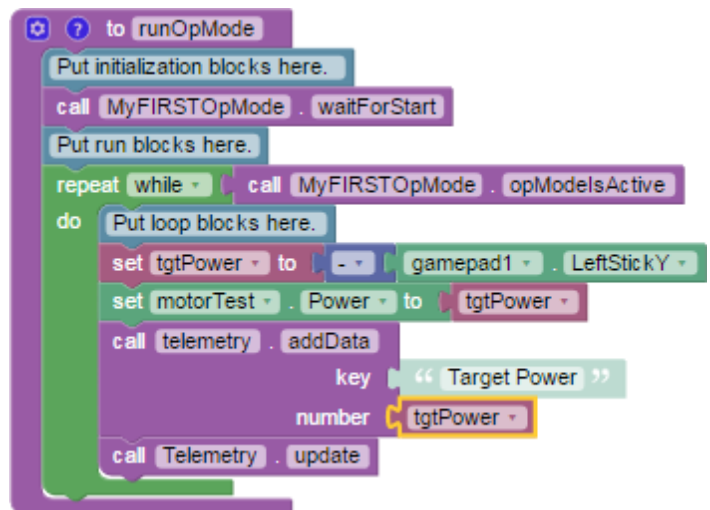 ? to runOpMode
Put initialization blocks here.
call MyFIRSTOpMode . waitForStart
Put run blocks here.
repeat while call MyFIRSTOpMode . opModeIsActive
do Put loop blocks here.
set tgtPower to - gamepad1 . LeftStickY
set motorTest . Power to tgtPower
call telemetry . addData
key “ Target Power ”
number tgtPower
call Telemetry . update